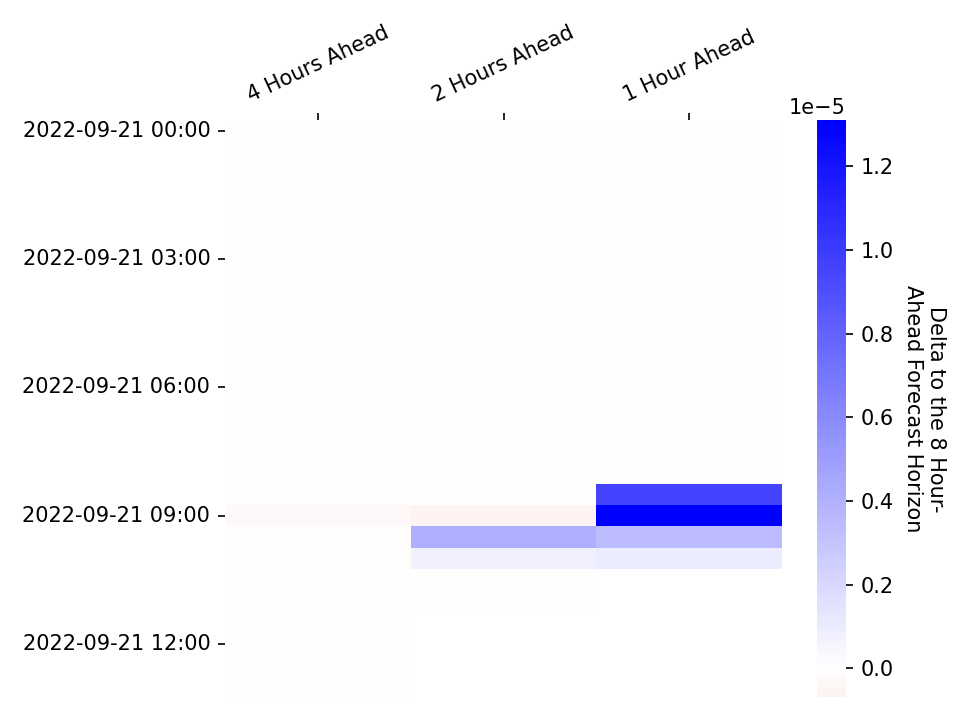 4 Hours Ahead
2 Hours Ahead
1 Hour Ahead
1e−5
2022-09-21 00:00
2022-09-21 03:00
2022-09-21 06:00
2022-09-21 09:00
2022-09-21 12:00
1.2
1.0
0.8
0.6
0.4
0.2
0.0
Delta to the 8 Hour-
Ahead Forecast Horizon